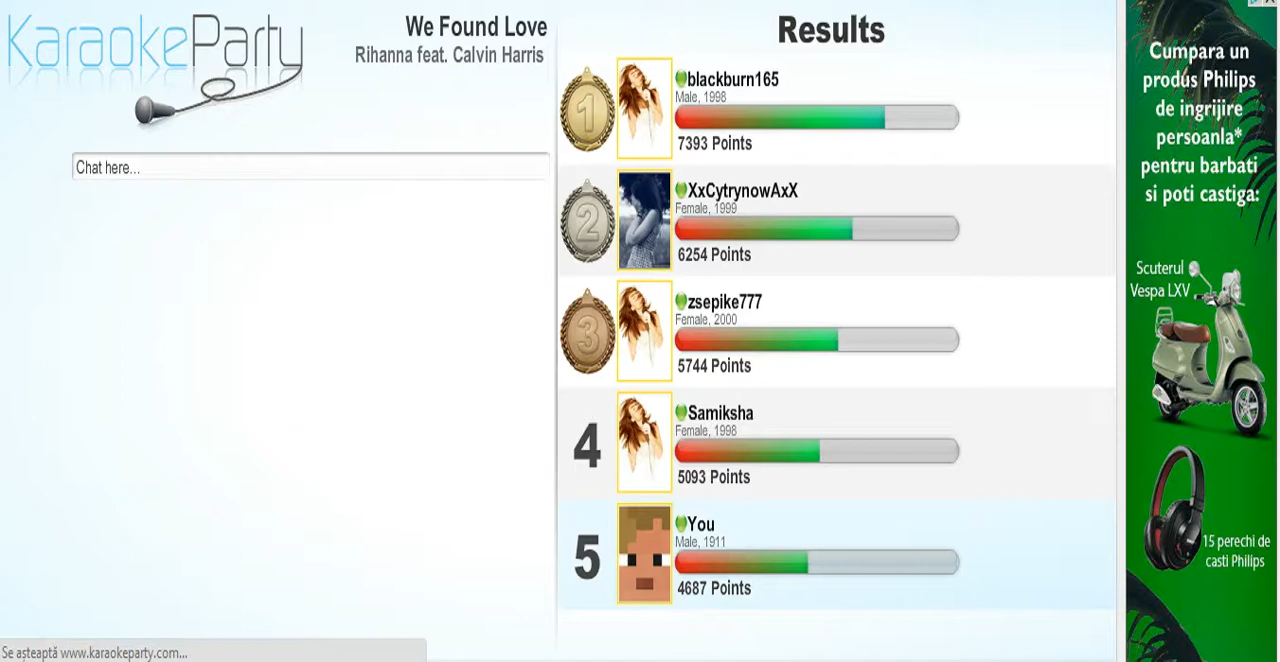 KaraokeParty
We Found Love
Rihanna feat. Calvin Harris
Chat here...
Results
1
blackburn165
Male, 1998
7393 Points
2
XxCytrynowAxX
Female, 1999
6254 Points
3
zsepike777
Female, 2000
5744 Points
4
Samiksha
Female, 1998
5093 Points
5
You
Male, 1911
4687 Points
Cumpara un
produs Philips
de ingrijire
persoanla*
pentru barbati
si poti castiga:
Scuterul
Vespa LXV
15 perechi de
casti Philips
Se așteaptă www.karaokeparty.com...